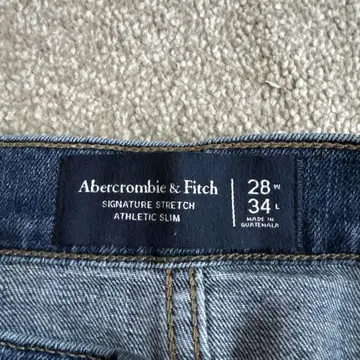 Abercrombie & Fitch
SIGNATURE STRETCH
ATHLETIC SLIM
28 W
34 L
MADE IN
GUATEMALA